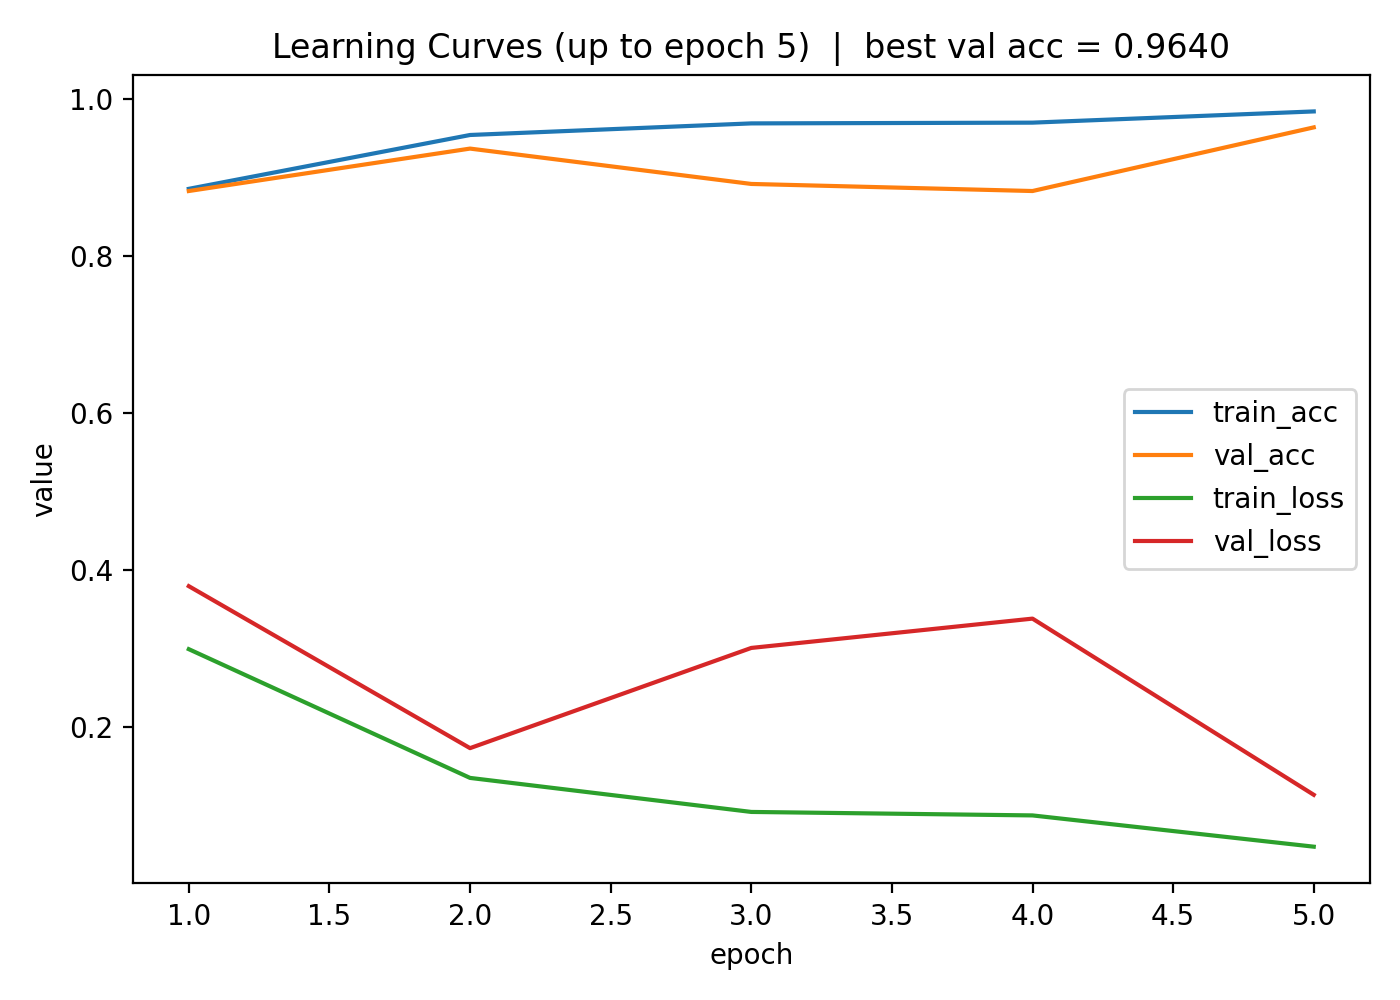 Learning Curves (up to epoch 5) | best val acc = 0.9640
1.0
0.8
0.6
0.4
0.2
value
train_acc
val_acc
train_loss
val_loss
1.0 1.5 2.0 2.5 3.0 3.5 4.0 4.5 5.0
epoch